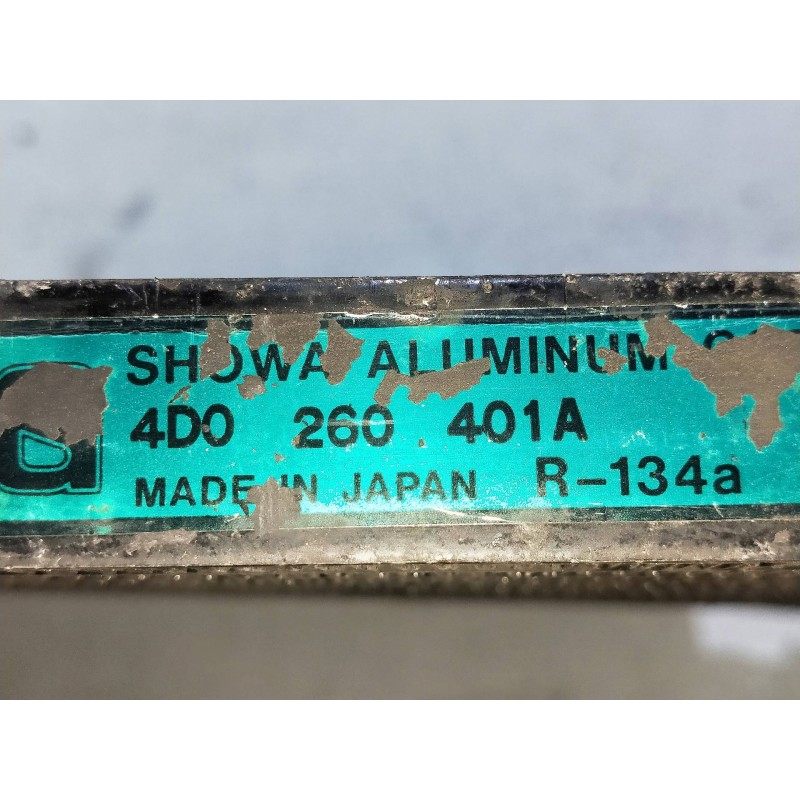 SHOWA ALUMINUM
4D0 260 401A
MADE IN JAPAN R-134a